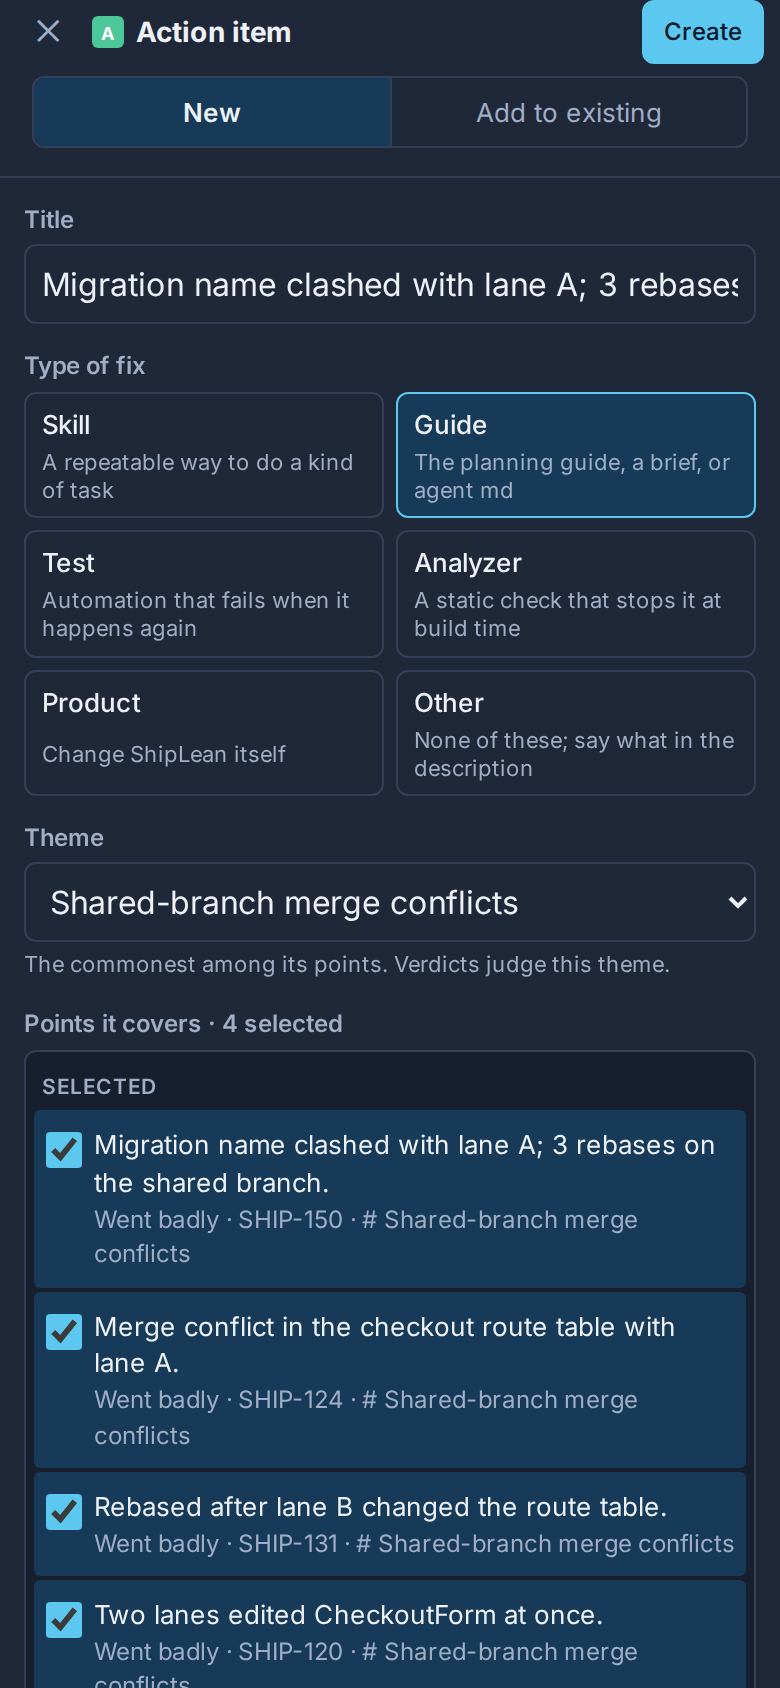 A Action item
Create
New
Add to existing
Title
Migration name clashed with lane A; 3 rebases
Type of fix
Skill
A repeatable way to do a kind
of task
Guide
The planning guide, a brief, or
agent md
Test
Automation that fails when it
happens again
Analyzer
A static check that stops it at
build time
Product
Change ShipLean itself
Other
None of these; say what in the
description
Theme
Shared-branch merge conflicts
The commonest among its points. Verdicts judge this theme.
Points it covers · 4 selected
SELECTED
Migration name clashed with lane A; 3 rebases on
the shared branch.
Went badly · SHIP-150 · # Shared-branch merge
conflicts
Merge conflict in the checkout route table with
lane A.
Went badly · SHIP-124 · # Shared-branch merge
conflicts
Rebased after lane B changed the route table.
Went badly · SHIP-131 · # Shared-branch merge conflicts
Two lanes edited CheckoutForm at once.
Went badly · SHIP-120 · # Shared-branch merge
conflicts